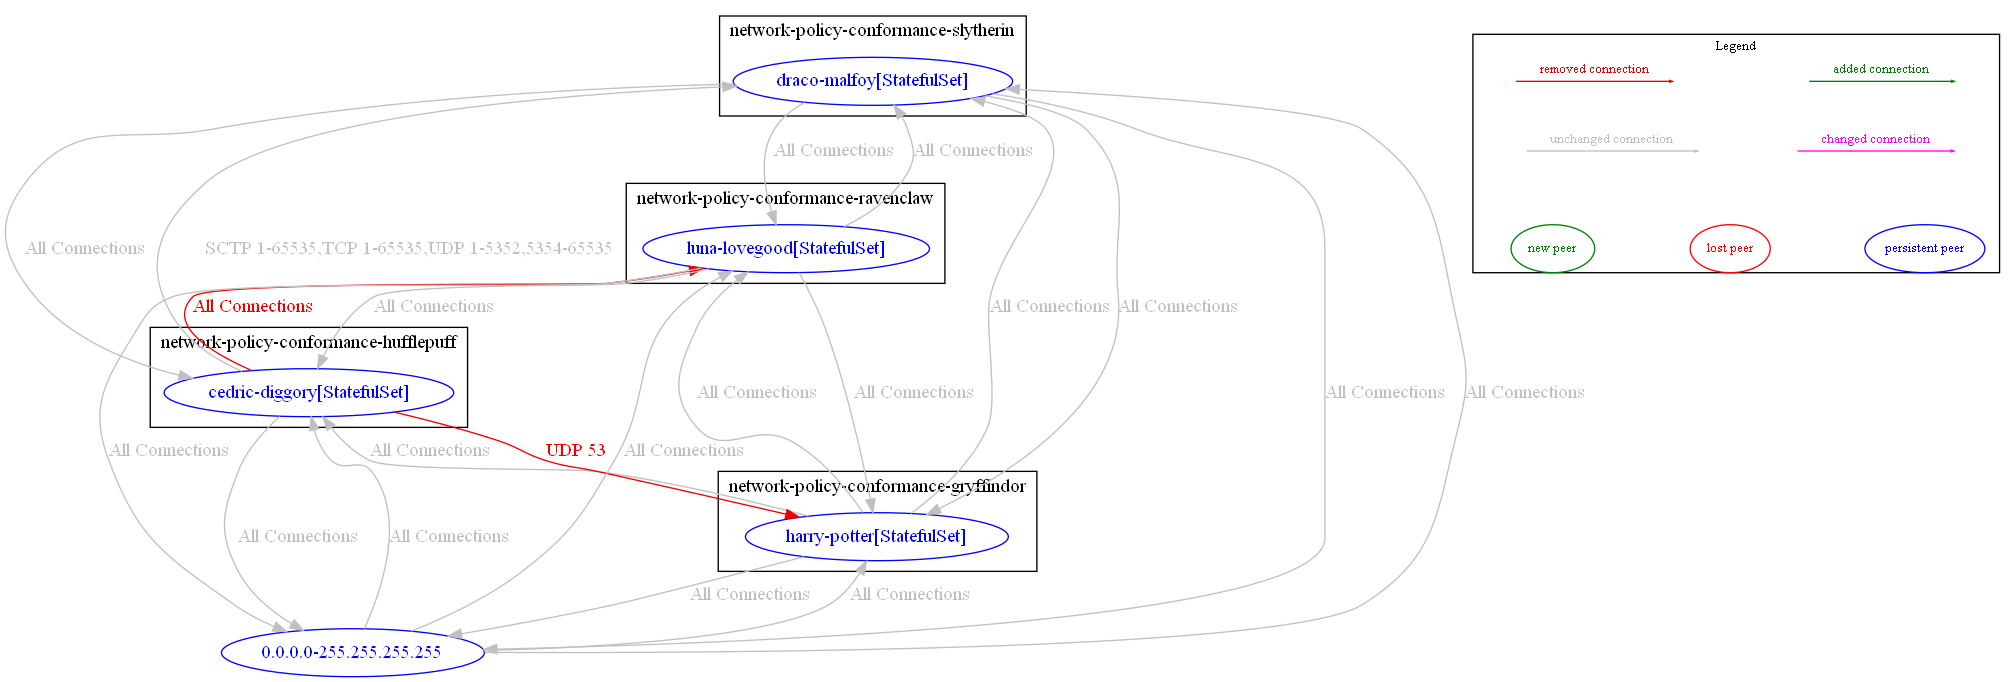 network-policy-conformance-slytherin
draco-malfoy[StatefulSet]
Legend
removed connection
added connection
unchanged connection
changed connection
new peer
lost peer
persistent peer
All Connections
All Connections
network-policy-conformance-ravenclaw
luna-lovegood[StatefulSet]
All Connections
SCTP 1-65535,TCP 1-65535,UDP 1-5352,5354-65535
All Connections
All Connections
All Connections
All Connections
network-policy-conformance-hufflepuff
cedric-diggory[StatefulSet]
All Connections
All Connections
All Connections
All Connections
All Connections
All Connections
UDP 53
All Connections
network-policy-conformance-gryffindor
harry-potter[StatefulSet]
All Connections
All Connections
All Connections
All Connections
0.0.0.0-255.255.255.255